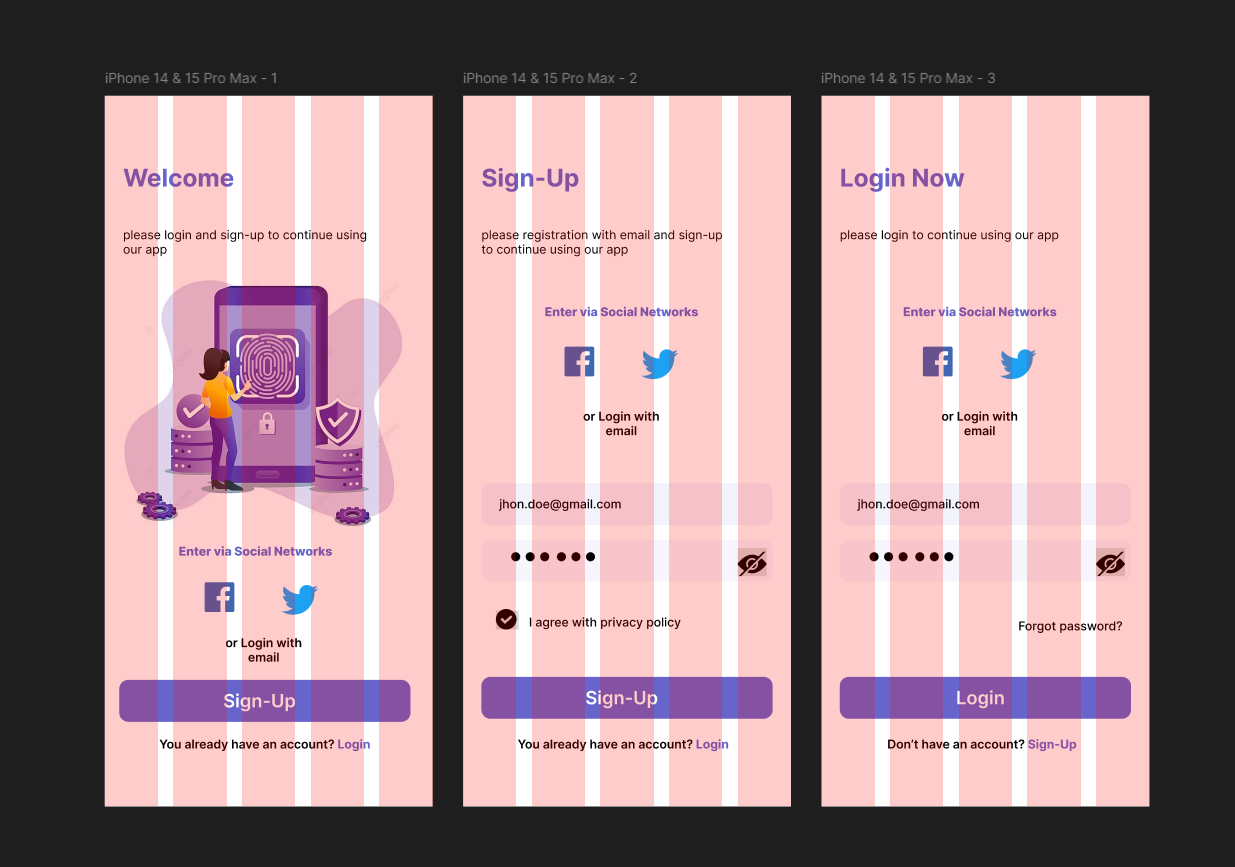 iPhone 14 & 15 Pro Max - 1
Welcome
please login and sign-up to continue using
our app
Enter via Social Networks
or Login with
email
Sign-Up
You already have an account? Login
iPhone 14 & 15 Pro Max - 2
Sign-Up
please registration with email and sign-up
to continue using our app
Enter via Social Networks
or Login with
email
jhon.doe@gmail.com
I agree with privacy policy
Sign-Up
You already have an account? Login
iPhone 14 & 15 Pro Max - 3
Login Now
please login to continue using our app
Enter via Social Networks
or Login with
email
jhon.doe@gmail.com
Forgot password?
Login
Don't have an account? Sign-Up